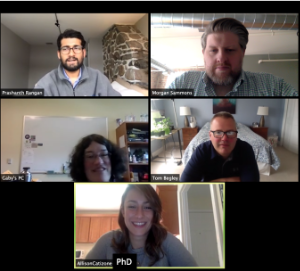 Prashanth Rangan
Morgan Sammons
Gaby's PC
Tom Begley
AllisonCatizone
PhD